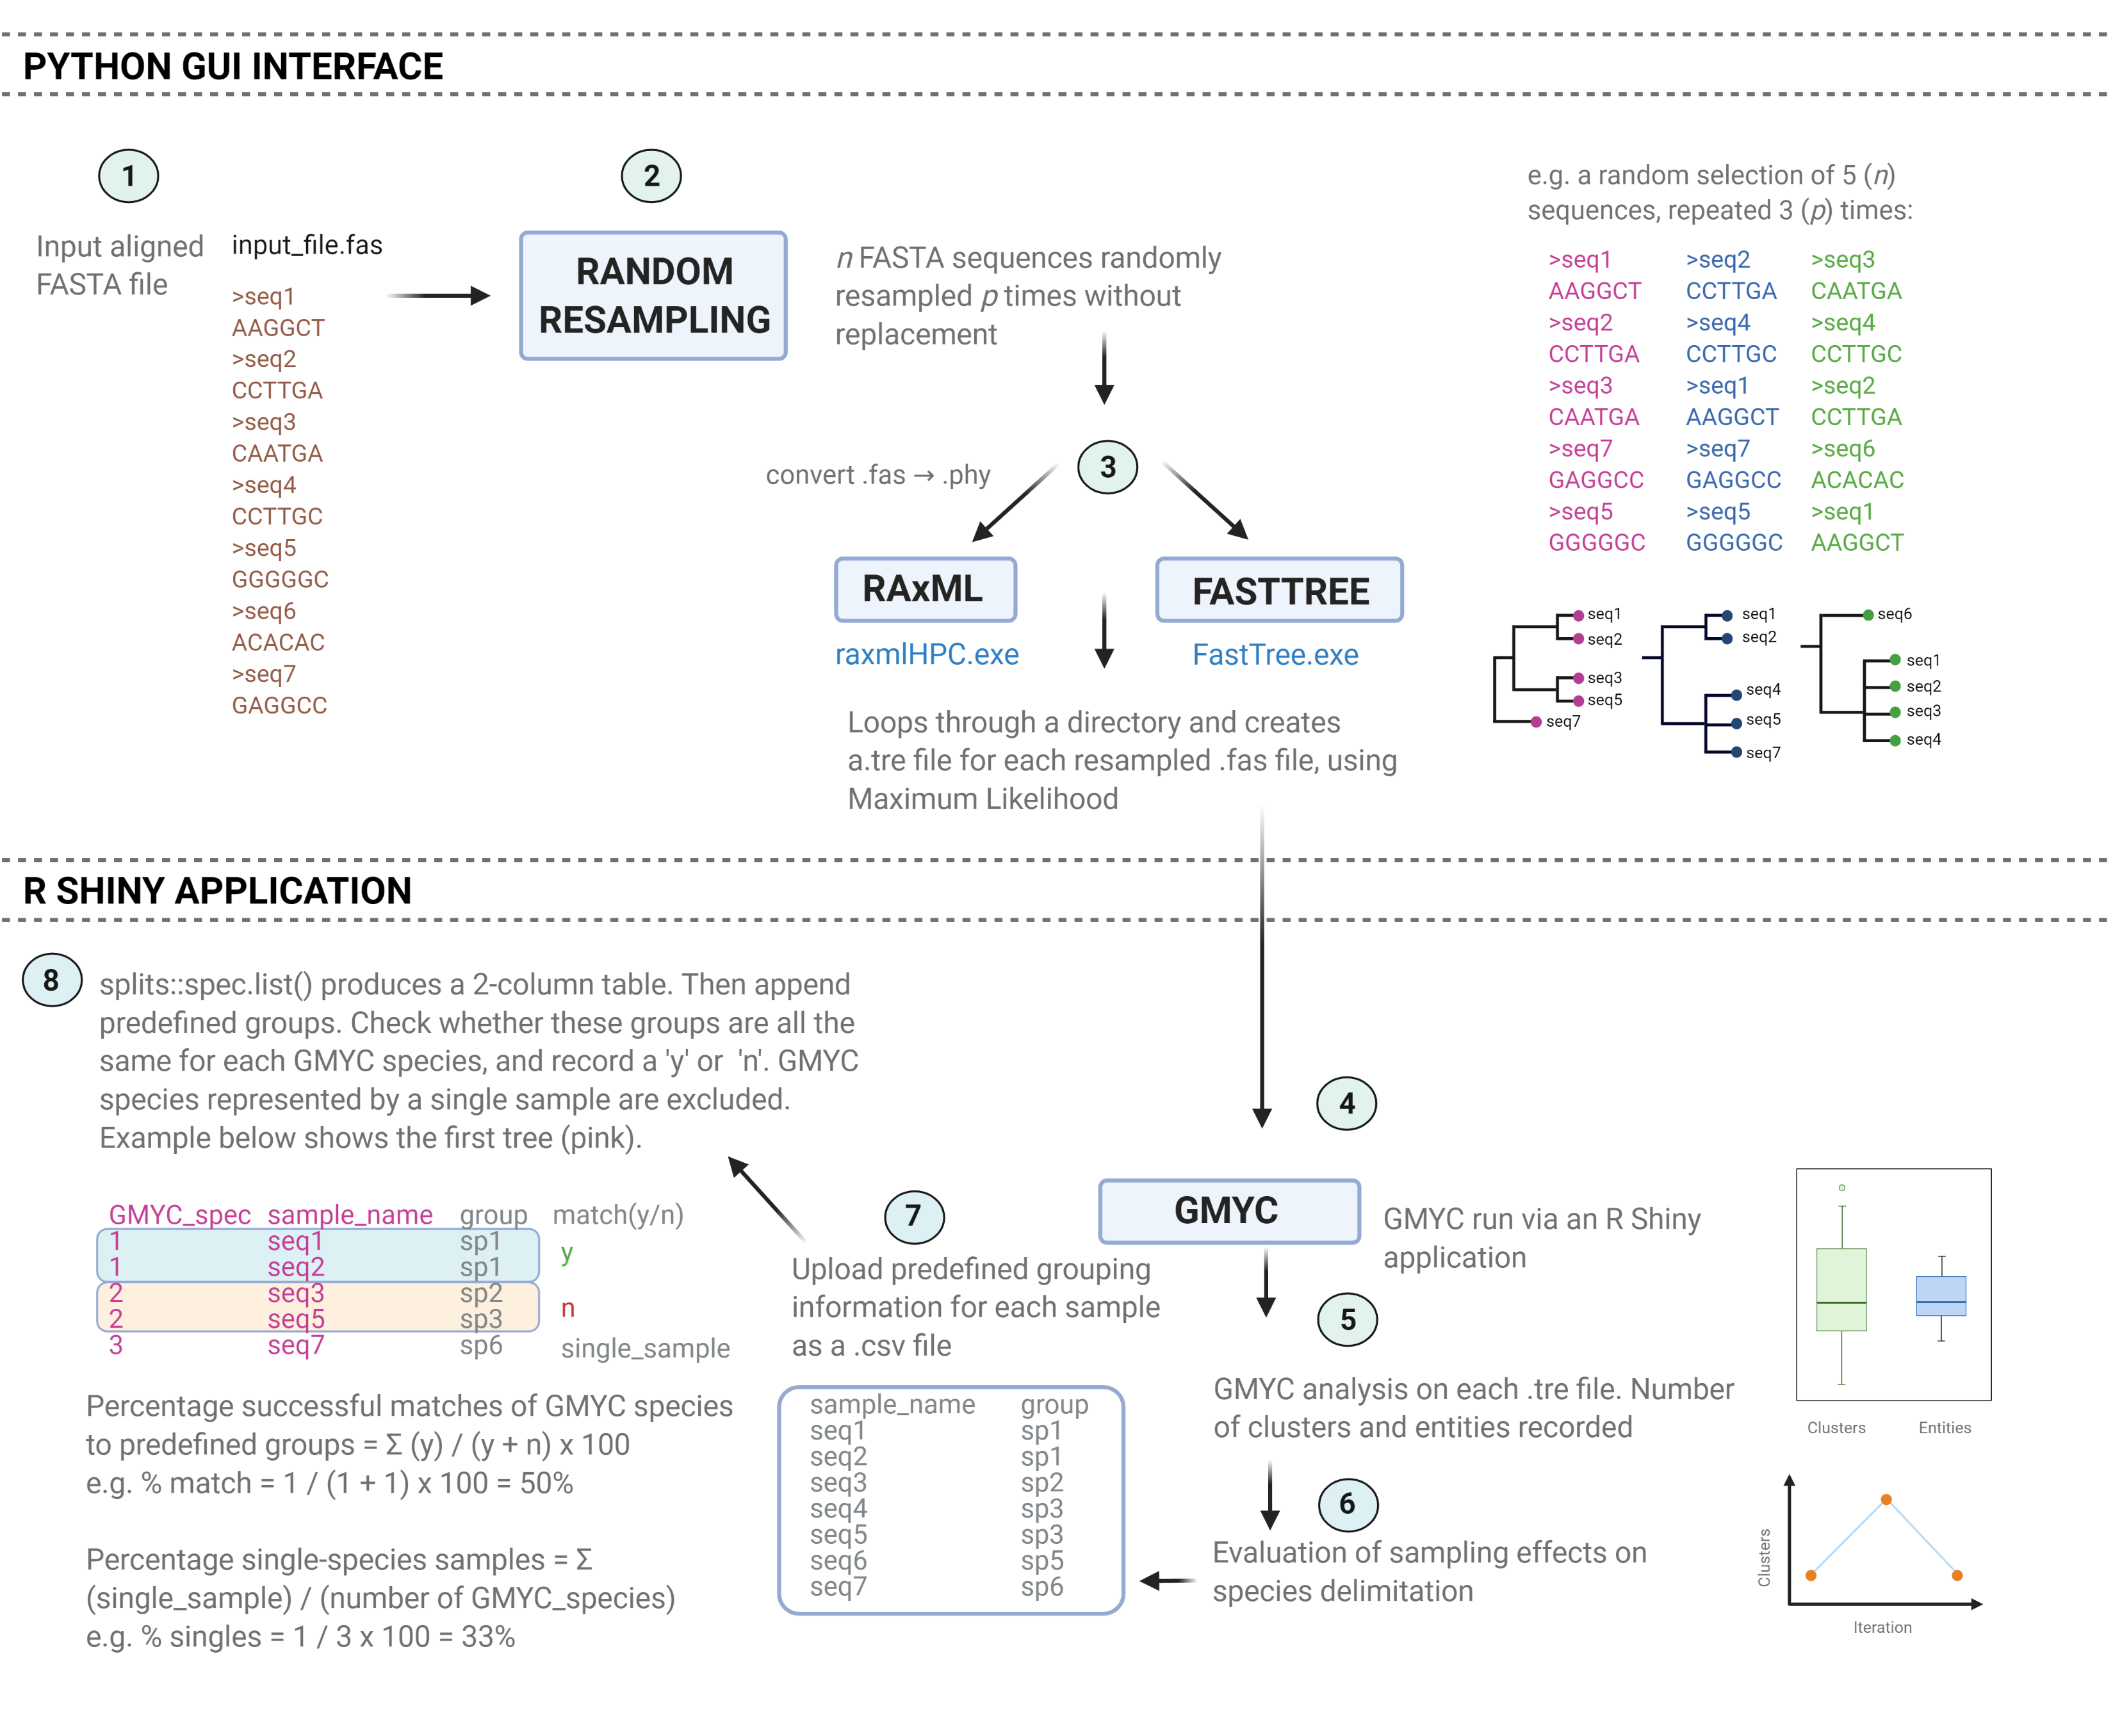 PYTHON GUI INTERFACE
1
Input aligned
FASTA file
input_file.fas
>seq1
AAGGCT
>seq2
CCTTGA
>seq3
CAATGA
>seq4
CCTTGC
>seq5
GGGGGC
>seq6
ACACAC
>seq7
GAGGCC
2
RANDOM
RESAMPLING
n FASTA sequences randomly
resampled p times without
replacement
3
convert .fas → .phy
RAxML
raxmlHPC.exe
FASTTREE
FastTree.exe
Loops through a directory and creates
a.tre file for each resampled .fas file, using
Maximum Likelihood
e.g. a random selection of 5 (n)
sequences, repeated 3 (p) times:
>seq1 >seq2 >seq3
AAGGCT CCTTGA CAATGA
>seq2 >seq4 >seq4
CCTTGA CCTTGC CCTTGC
>seq3 >seq1 >seq2
CAATGA AAGGCT CCTTGA
>seq7 >seq7 >seq6
GAGGCC GAGGCC ACACAC
>seq5 >seq5 >seq1
GGGGGC GGGGGC AAGGCT
seq1
seq2
seq3
seq5
seq7
seq1
seq2
seq4
seq5
seq7
seq6
seq1
seq2
seq3
seq4
R SHINY APPLICATION
4
GMYC
GMYC run via an R Shiny
application
5
GMYC analysis on each .tre file. Number
of clusters and entities recorded
Clusters Entities
6
Evaluation of sampling effects on
species delimitation
Clusters
Iteration
7
Upload predefined grouping
information for each sample
as a .csv file
sample_name group
seq1 sp1
seq2 sp1
seq3 sp2
seq4 sp3
seq5 sp3
seq6 sp5
seq7 sp6
8
splits::spec.list() produces a 2-column table. Then append
predefined groups. Check whether these groups are all the
same for each GMYC species, and record a 'y' or 'n'. GMYC
species represented by a single sample are excluded.
Example below shows the first tree (pink).
GMYC_spec sample_name group match(y/n)
1 seq1 sp1
y
1 seq2 sp1
2 seq3 sp2
n
2 seq5 sp3
3 seq7 sp6 single_sample
Percentage successful matches of GMYC species
to predefined groups = Σ (y) / (y + n) x 100
e.g. % match = 1 / (1 + 1) x 100 = 50%
Percentage single-species samples = Σ
(single_sample) / (number of GMYC_species)
e.g. % singles = 1 / 3 x 100 = 33%